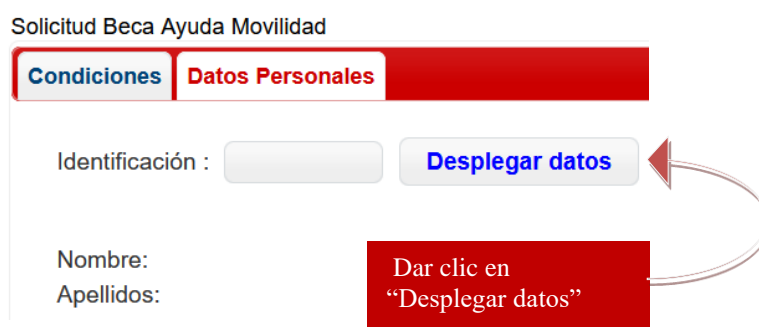 Solicitud Beca Ayuda Movilidad
Condiciones Datos Personales
Identificación : Desplegar datos
Nombre:
Apellidos:
Dar clic en
“Desplegar datos”